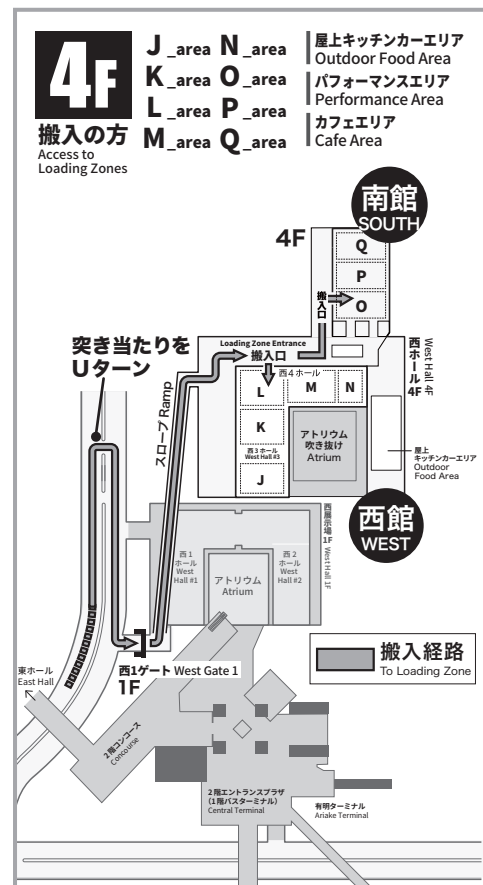 4F
搬入の方
Access to
Loading Zones
J_area N_area
K_area O_area
L_area P_area
M_area Q_area
屋上キッチンカーエリア
Outdoor Food Area
パフォーマンスエリア
Performance Area
カフェエリア
Cafe Area
南館
SOUTH
4F
Q
P
O
搬入口
突き当たりを
Uターン
スロープ Ramp
Loading Zone Entrance
搬入口
西4ホール
L
M
N
K
西3ホール
West Hall #3
J
アトリウム
吹き抜け
Atrium
西ホール4F
West Hall 4F
屋上
キッチンカーエリア
Outdoor
Food Area
西館
WEST
西展示場1F
West Hall 1F
西1
ホール
West
Hall #1
アトリウム
Atrium
西2
ホール
West
Hall #2
搬入経路
To Loading Zone
西1ゲート West Gate 1
1F
東ホール
East Hall
2階コンコース
Concourse
2階エントランスプラザ
(1階バスターミナル)
Central Terminal
有明ターミナル
Ariake Terminal